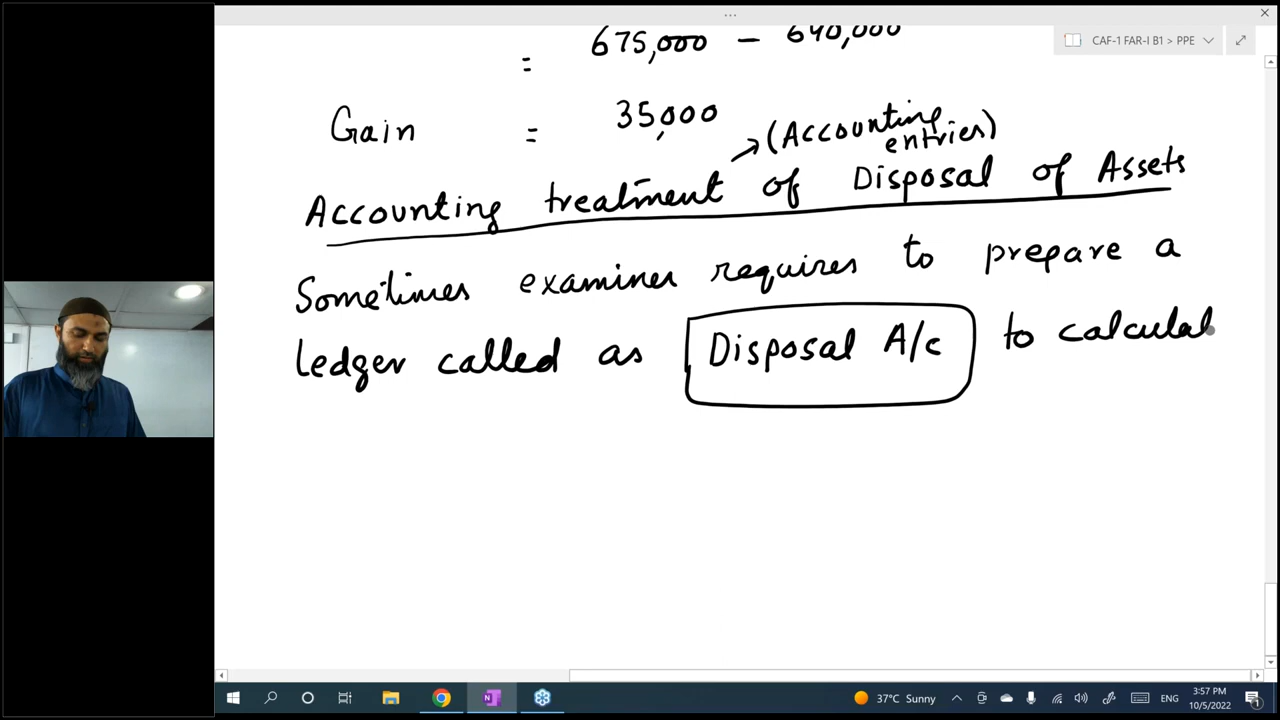 CAF-1 FAR-I B1 > PPE
675,000 - 640,000
=
Gain = 35,000
(Accounting entries)
Accounting treatment of Disposal of Assets
Sometimes examiner requires to prepare a
ledger called as Disposal A/c to calculat
37°C Sunny
ENG
3:57 PM
10/5/2022